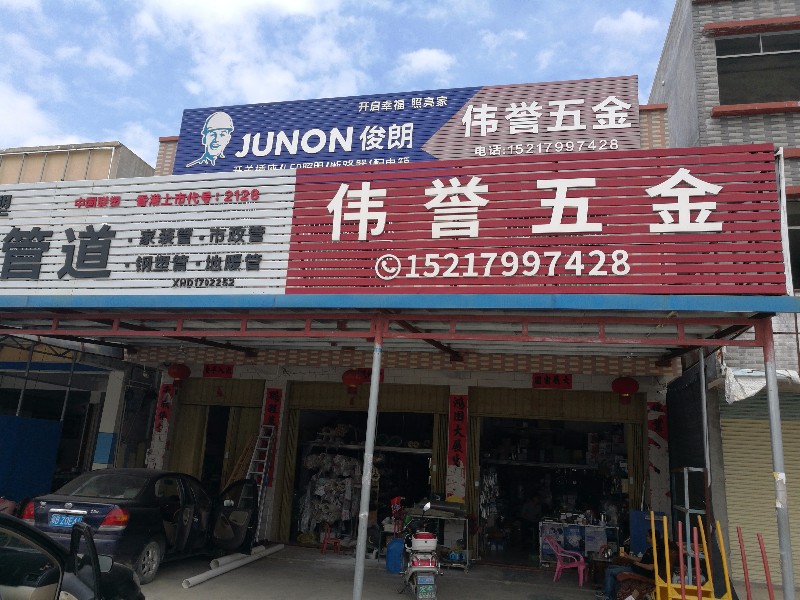 开启幸福 照亮家
JUNON 俊朗
伟誉五金
电话:15217997428
中国联塑 香港上市代号:2128
管道
·家装管·市政管
·钢塑管·地暖管
XHD1702252
伟誉五金
15217997428